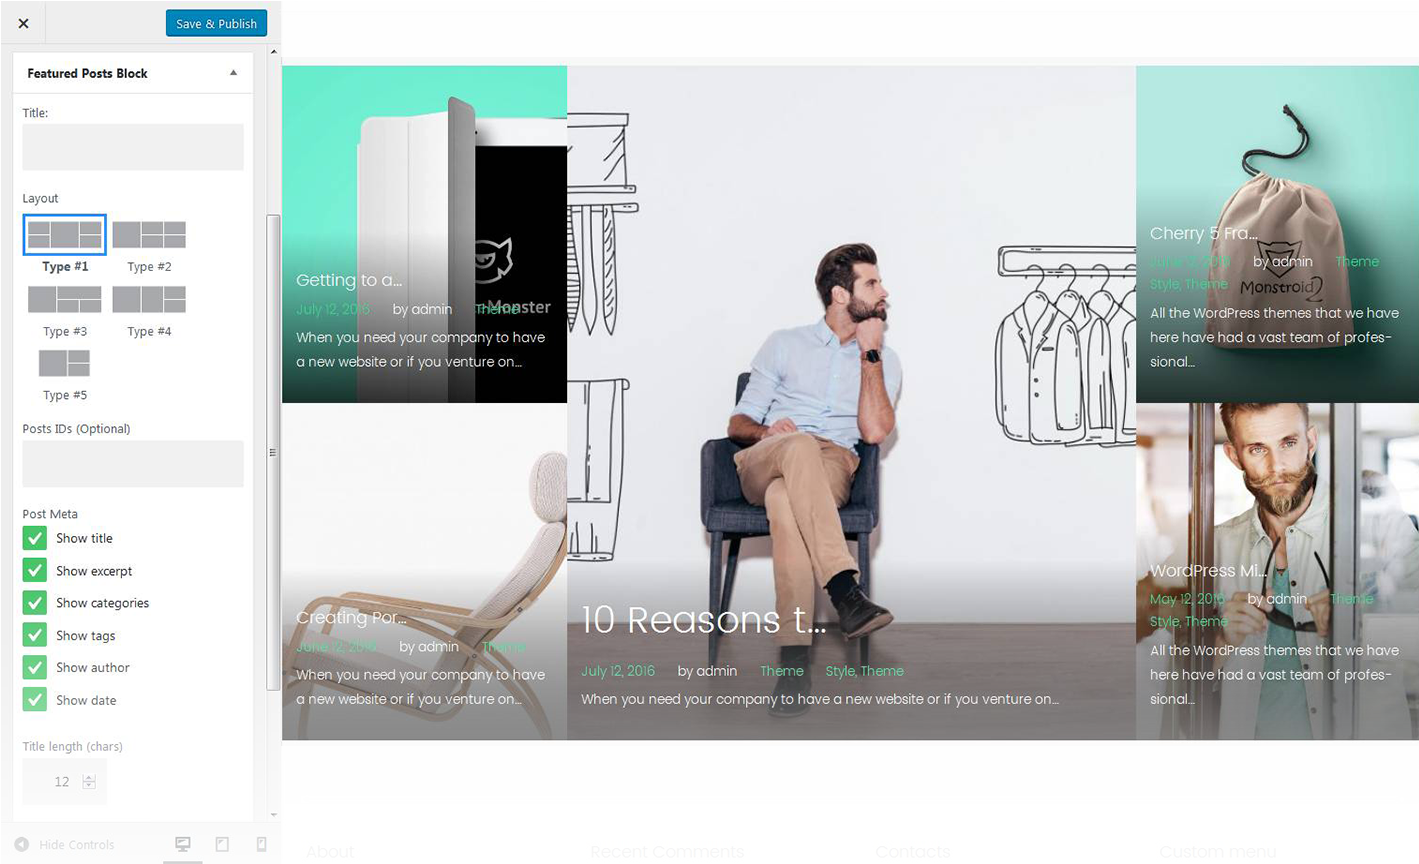 Save & Publish
Featured Posts Block
Title:
Layout
Type #1
Type #2
Type #3
Type #4
Type #5
Posts IDs (Optional)
Post Meta
Show title
Show excerpt
Show categories
Show tags
Show author
Show date
Title length (chars)
12
Hide Controls
Getting to a...
July 12, 2016 by admin Theme
When you need your company to have
a new website or if you venture on...
Monster
Creating Por...
June 12, 2016 by admin Theme
When you need your company to have
a new website or if you venture on...
10 Reasons t...
July 12, 2016 by admin Theme Style, Theme
When you need your company to have a new website or if you venture on...
Cherry 5 Fra...
June 12, 2016 by admin Theme
Style, Theme
Monstroid2
All the WordPress themes that we have
here have had a vast team of profes-
sional...
WordPress Mi...
May 12, 2016 by admin Theme
Style, Theme
All the WordPress themes that we have
here have had a vast team of profes-
sional...
About
Recent Comments
Contacts
Custom menu